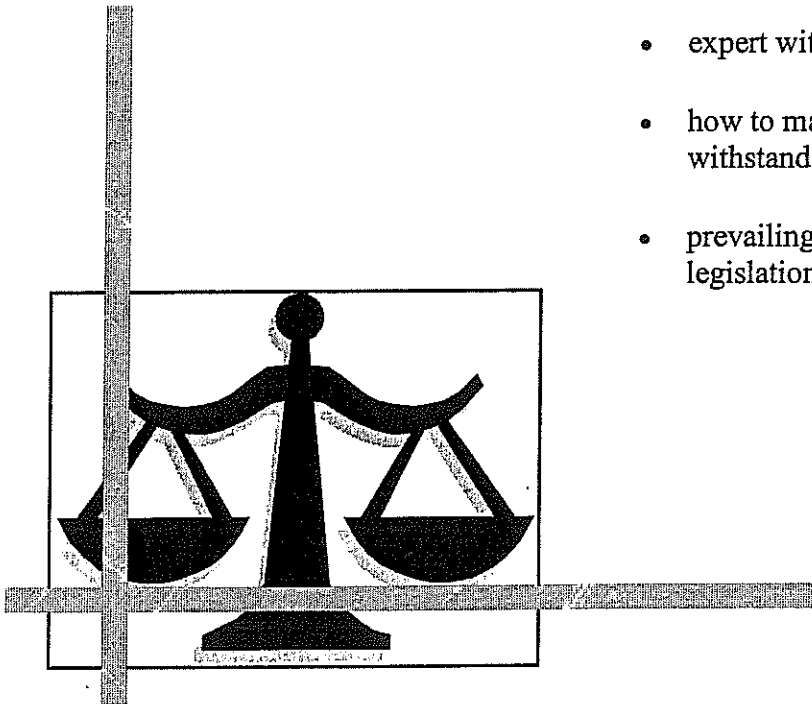 • expert wit
• how to ma
withstand
• prevailing
legislation